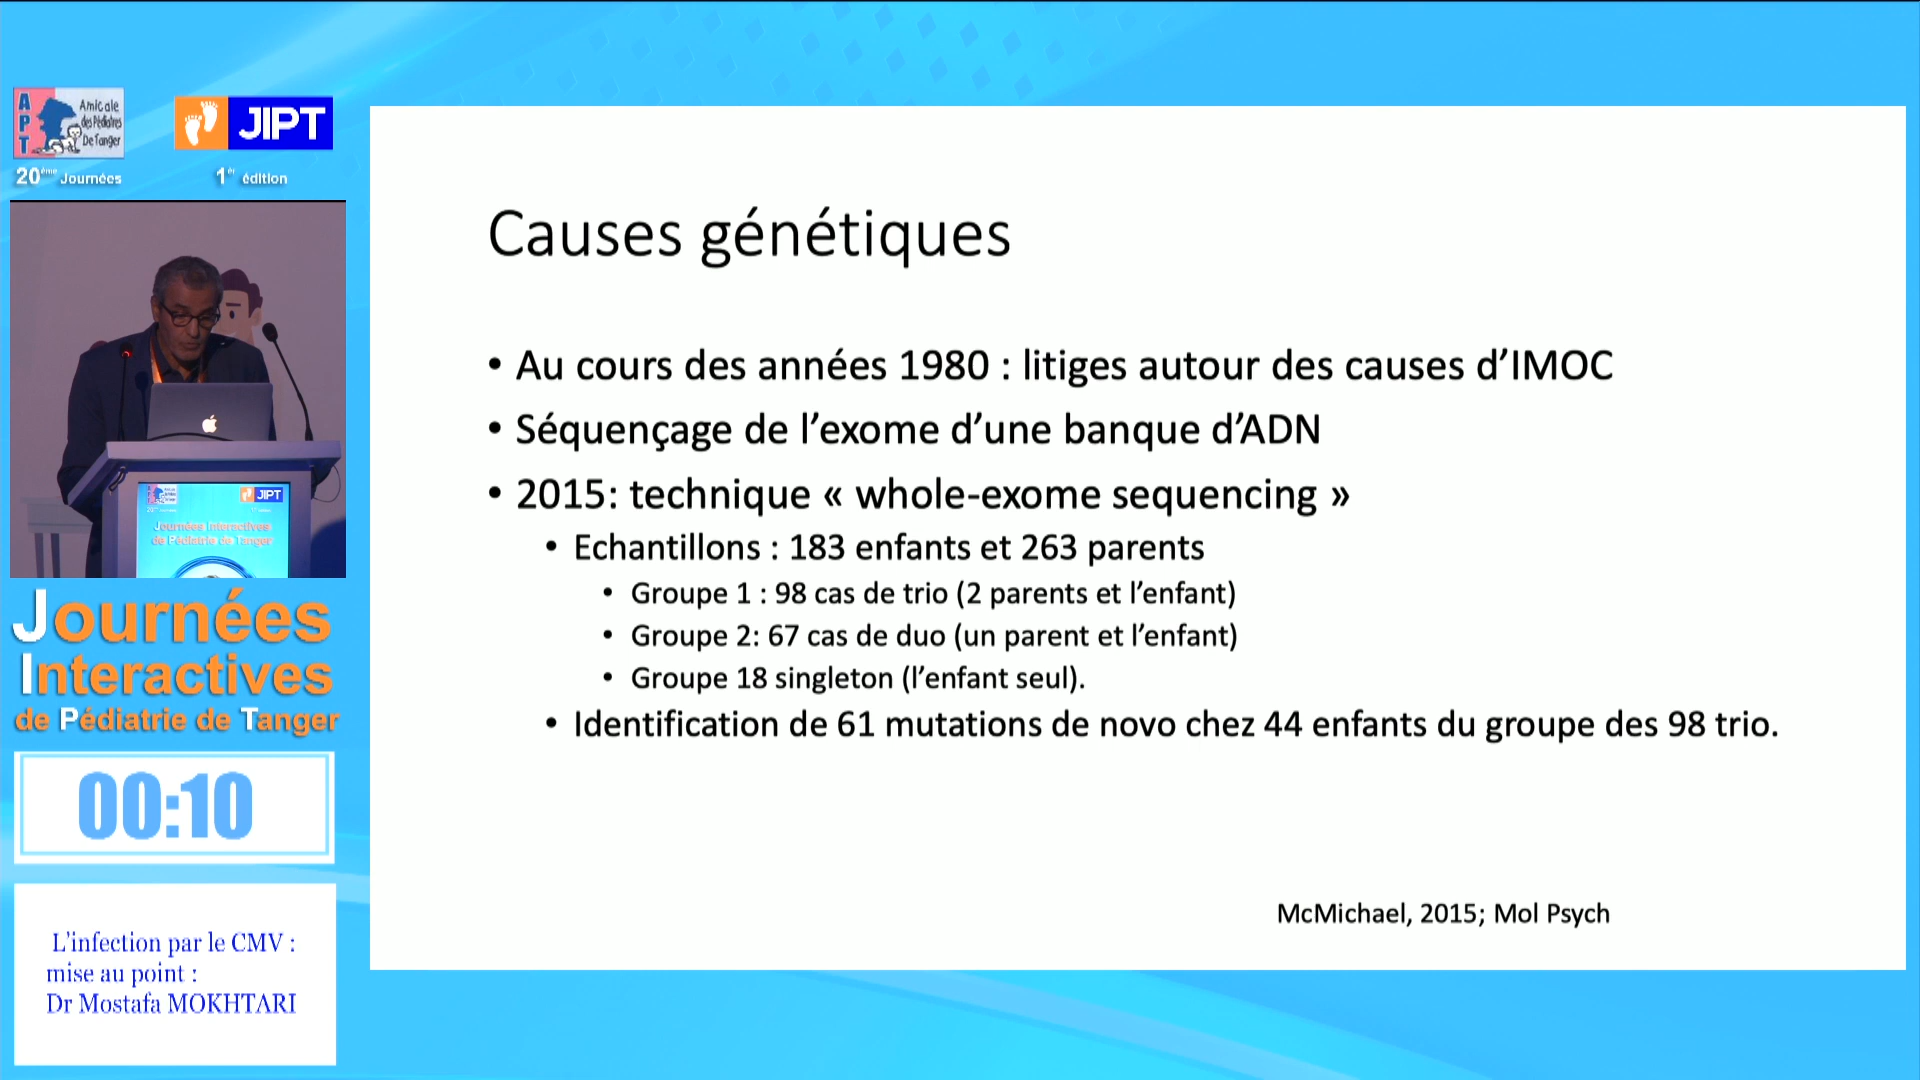 APT
Amicale
des Pédiatres
De Tanger
JIPT
20ème Journées
1èr édition
JIPT
Journées Interactives
de Pédiatrie de Tanger
Journées
Interactives
de Pédiatrie de Tanger
00:10
L'infection par le CMV :
mise au point :
Dr Mostafa MOKHTARI
Causes génétiques
• Au cours des années 1980 : litiges autour des causes d’IMOC
• Séquençage de l’exome d’une banque d’ADN
• 2015: technique « whole-exome sequencing »
• Echantillons : 183 enfants et 263 parents
• Groupe 1 : 98 cas de trio (2 parents et l’enfant)
• Groupe 2: 67 cas de duo (un parent et l’enfant)
• Groupe 18 singleton (l’enfant seul).
• Identification de 61 mutations de novo chez 44 enfants du groupe des 98 trio.
McMichael, 2015; Mol Psych